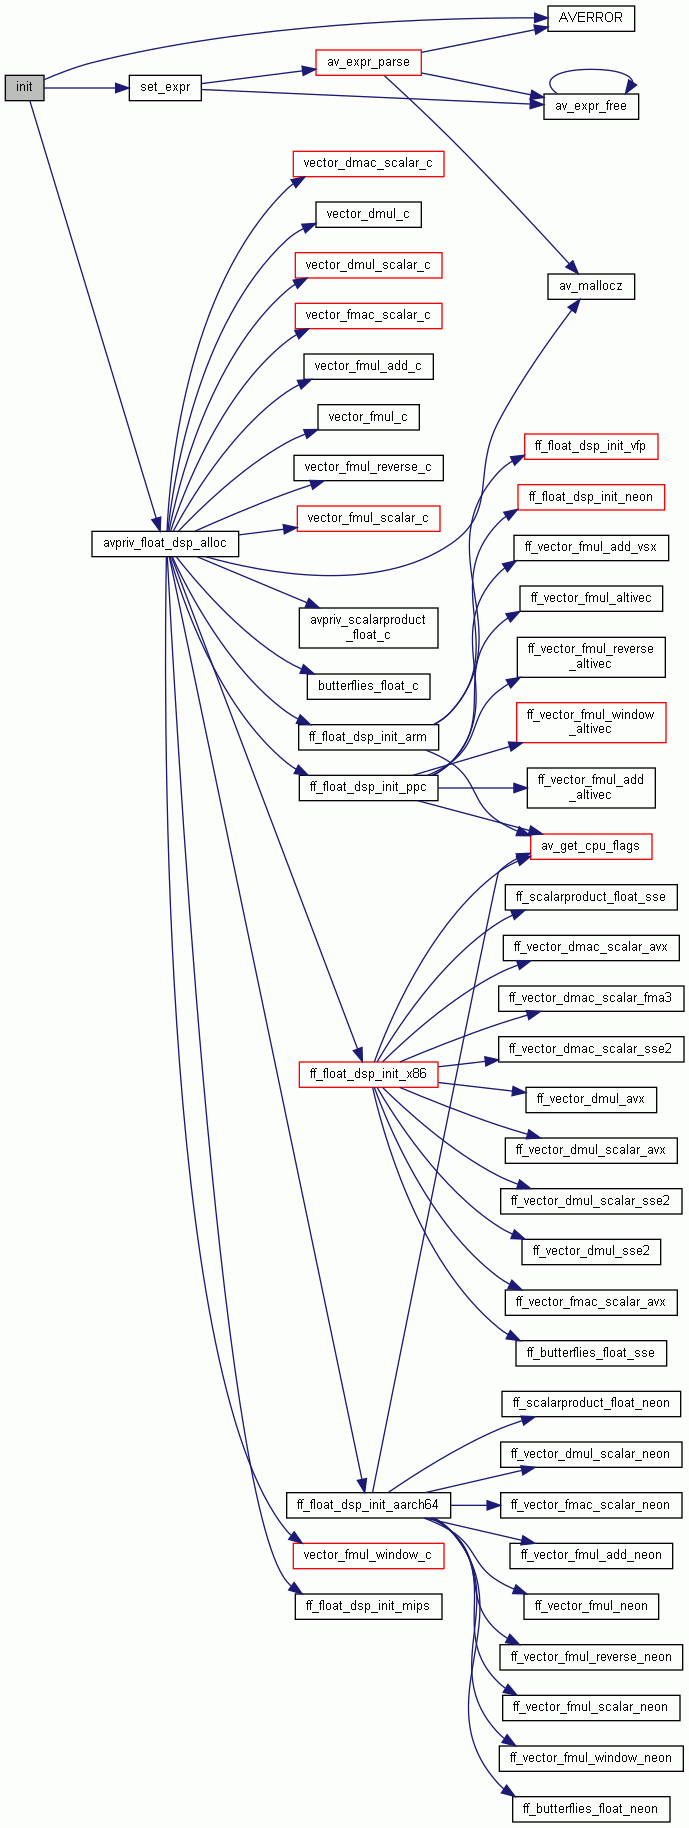 AVERROR
av_expr_parse
init
set_expr
av_expr_free
vector_dmac_scalar_c
vector_dmul_c
vector_dmul_scalar_c
av_mallocz
vector_fmac_scalar_c
vector_fmul_add_c
vector_fmul_c
ff_float_dsp_init_vfp
vector_fmul_reverse_c
ff_float_dsp_init_neon
vector_fmul_scalar_c
avpriv_float_dsp_alloc
ff_vector_fmul_add_vsx
ff_vector_fmul_altivec
avpriv_scalarproduct
_float_c
ff_vector_fmul_reverse
_altivec
butterflies_float_c
ff_vector_fmul_window
_altivec
ff_float_dsp_init_arm
ff_float_dsp_init_ppc
ff_vector_fmul_add
_altivec
av_get_cpu_flags
ff_scalarproduct_float_sse
ff_vector_dmac_scalar_avx
ff_vector_dmac_scalar_fma3
ff_vector_dmac_scalar_sse2
ff_float_dsp_init_x86
ff_vector_dmul_avx
ff_vector_dmul_scalar_avx
ff_vector_dmul_scalar_sse2
ff_vector_dmul_sse2
ff_vector_fmac_scalar_avx
ff_butterflies_float_sse
ff_scalarproduct_float_neon
ff_vector_dmul_scalar_neon
ff_float_dsp_init_aarch64
ff_vector_fmac_scalar_neon
vector_fmul_window_c
ff_vector_fmul_add_neon
ff_float_dsp_init_mips
ff_vector_fmul_neon
ff_vector_fmul_reverse_neon
ff_vector_fmul_scalar_neon
ff_vector_fmul_window_neon
ff_butterflies_float_neon